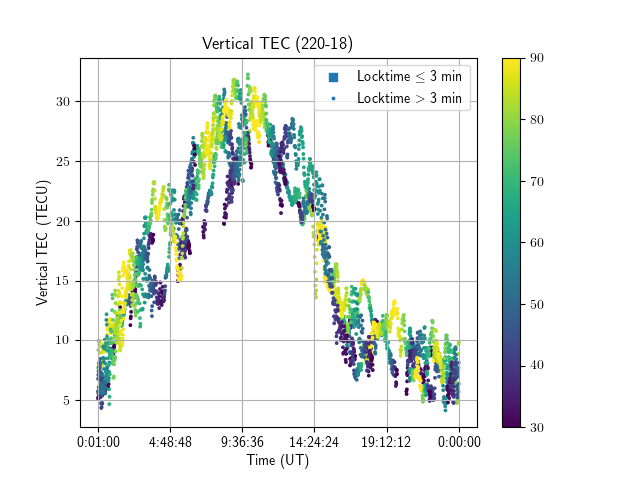 Vertical TEC (220-18)
Locktime ≤ 3 min
Locktime > 3 min
Vertical TEC (TECU)
30
25
20
15
10
5
0:01:00 4:48:48 9:36:36 14:24:24 19:12:12 0:00:00
Time (UT)
90
80
70
60
50
40
30